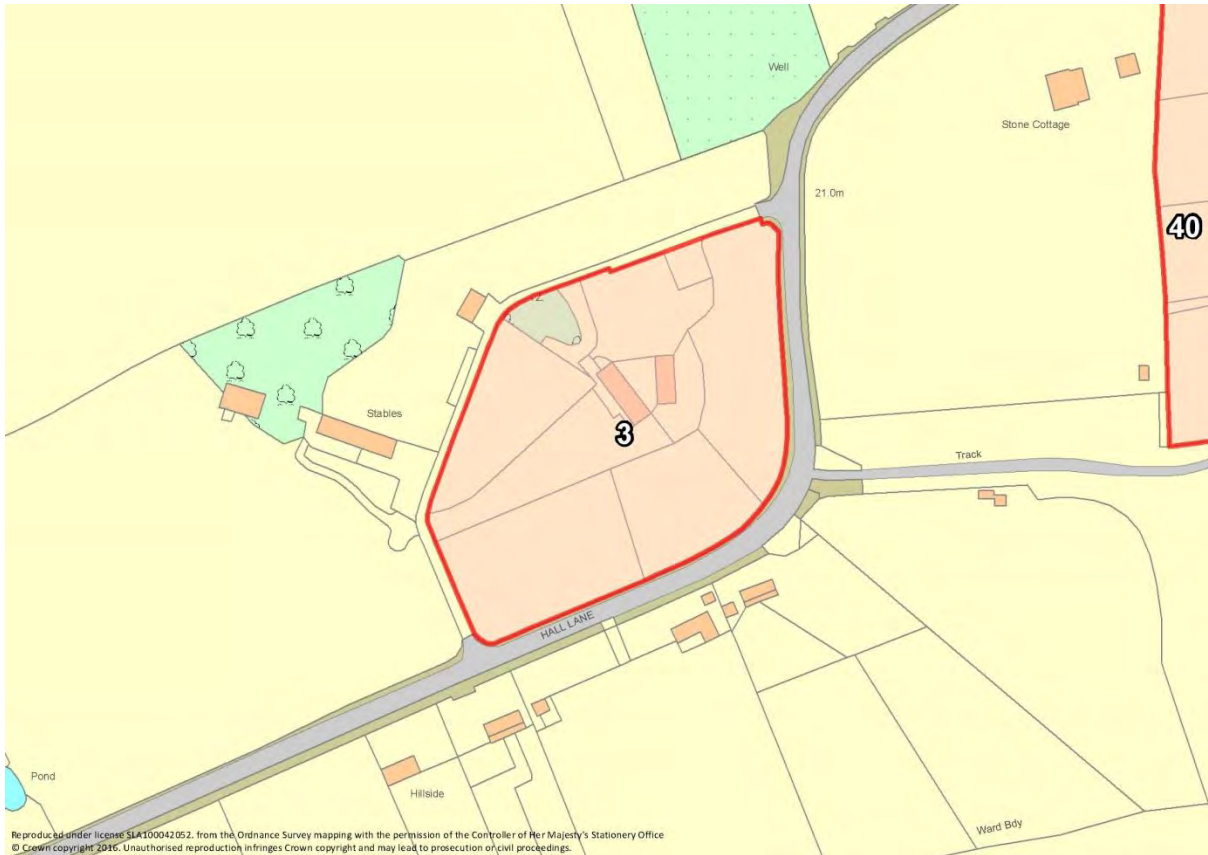 Well
Stone Cottage
21.0m
40
Stables
3
Track
HALL LANE
Pond
Hillside
Ward Bdy
Reproduced under license SLA100042052. from the Ordnance Survey mapping with the permission of the Controller of Her Majesty's Stationery Office
© Crown copyright 2016. Unauthorised reproduction infringes Crown copyright and may lead to prosecution or civil proceedings.